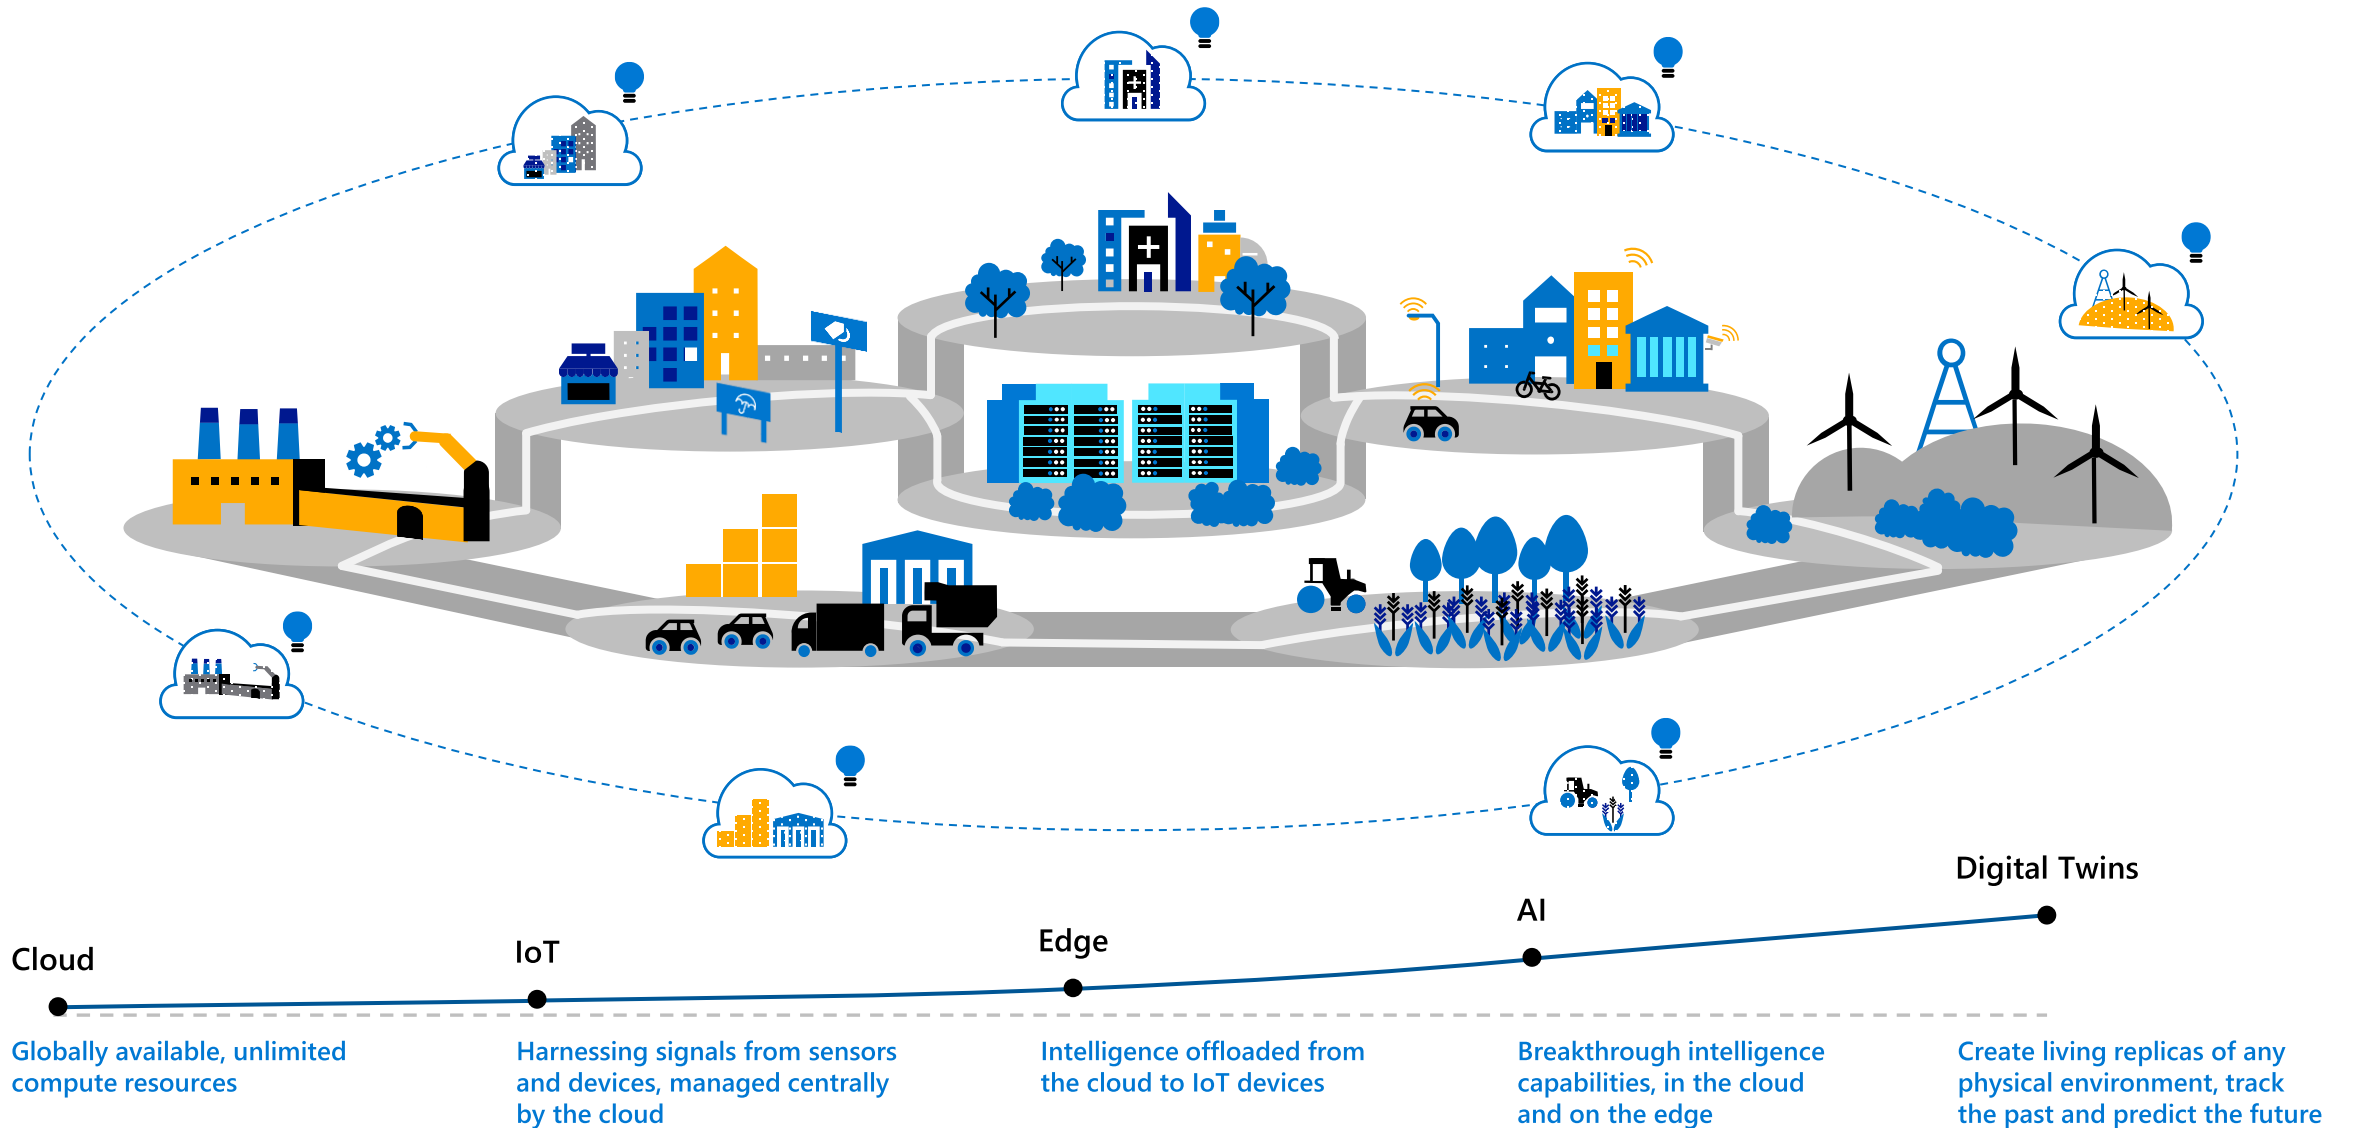 Digital Twins
AI
Edge
IoT
Cloud
Globally available, unlimited
compute resources
Harnessing signals from sensors
and devices, managed centrally
by the cloud
Intelligence offloaded from
the cloud to IoT devices
Breakthrough intelligence
capabilities, in the cloud
and on the edge
Create living replicas of any
physical environment, track
the past and predict the future